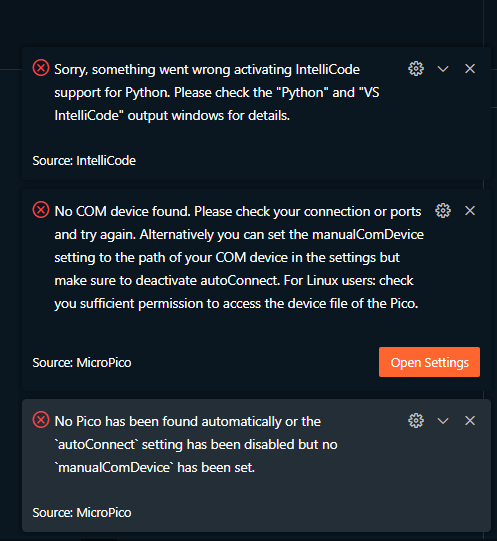 Sorry, something went wrong activating IntelliCode
support for Python. Please check the "Python" and "VS
IntelliCode" output windows for details.
Source: IntelliCode
No COM device found. Please check your connection or ports
and try again. Alternatively you can set the manualComDevice
setting to the path of your COM device in the settings but
make sure to deactivate autoConnect. For Linux users: check
you sufficient permission to access the device file of the Pico.
Source: MicroPico
Open Settings
No Pico has been found automatically or the
`autoConnect` setting has been disabled but no
`manualComDevice` has been set.
Source: MicroPico